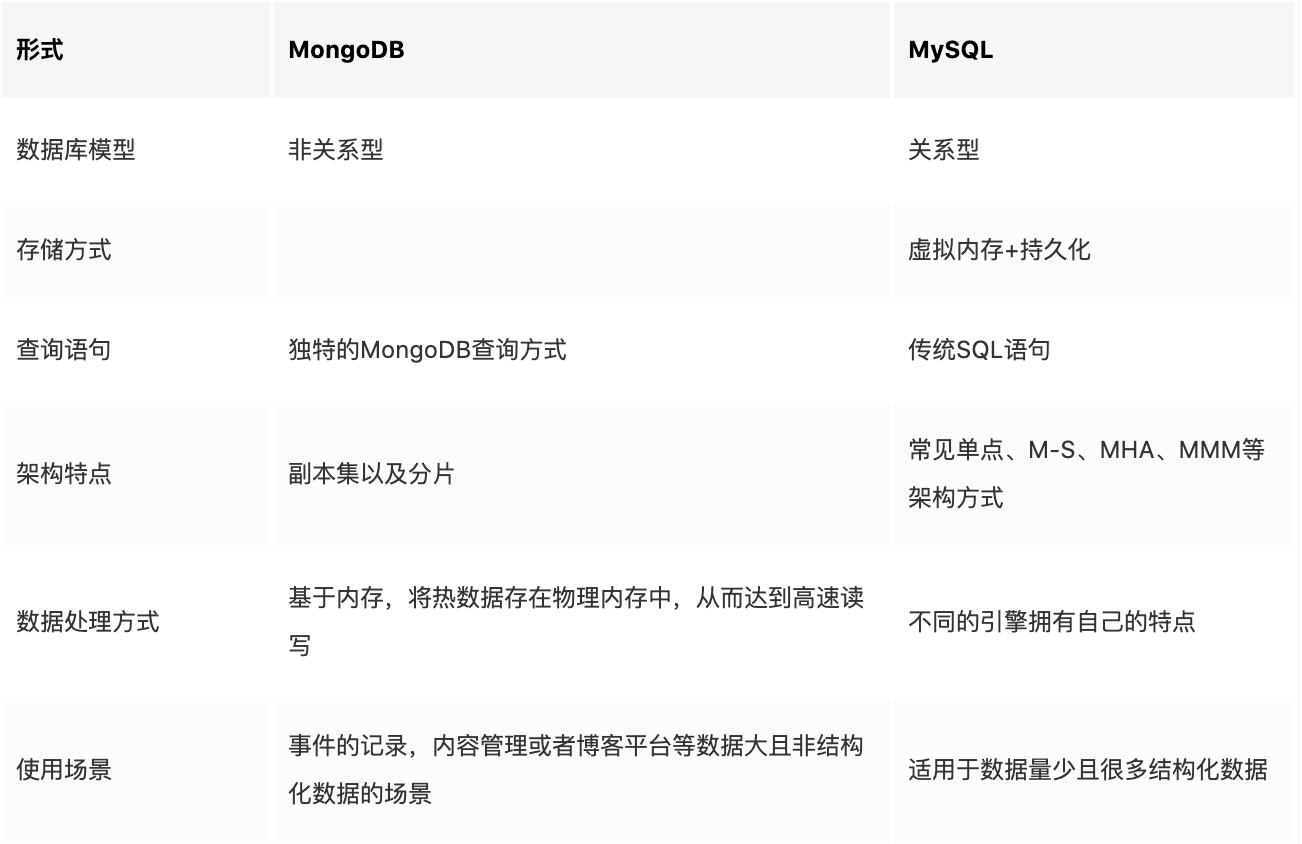 形式 MongoDB MySQL
数据库模型 非关系型 关系型
存储方式 虚拟内存+持久化
查询语句 独特的MongoDB查询方式 传统SQL语句
架构特点 副本集以及分片 常见单点、M-S、MHA、MMM等
架构方式
数据处理方式 基于内存，将热数据存在物理内存中，从而达到高速读
写 不同的引擎拥有自己的特点
使用场景 事件的记录，内容管理或者博客平台等数据大且非结构
化数据的场景 适用于数据量少且很多结构化数据